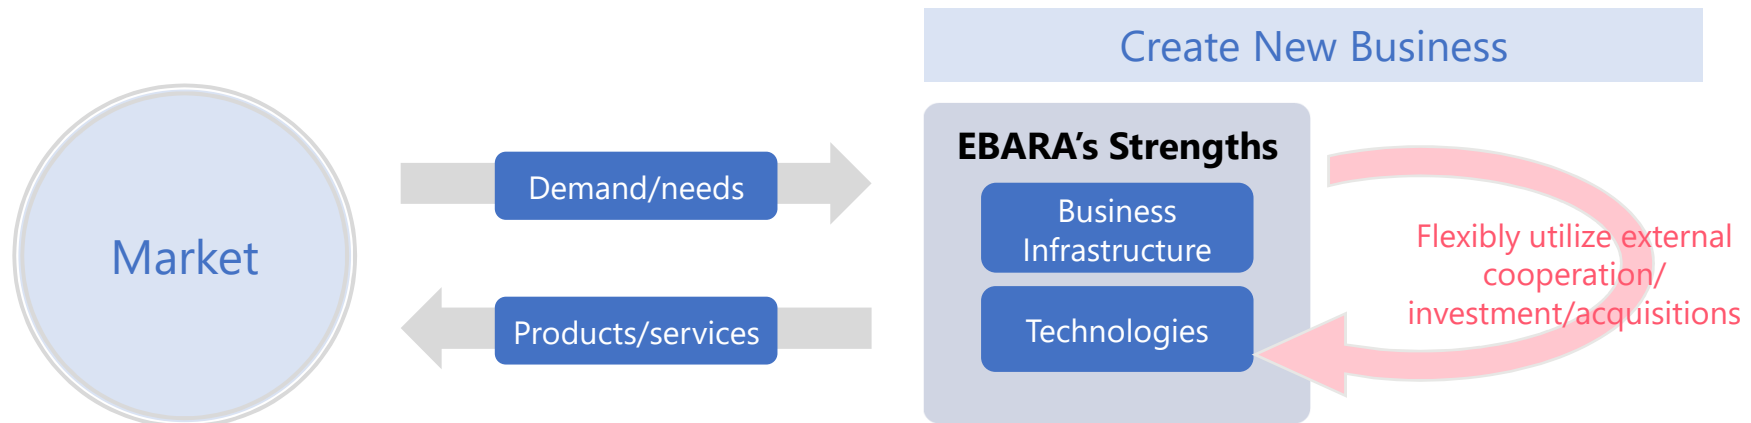 Create New Business
Market
Demand/needs
Products/services
EBARA’s Strengths
Business
Infrastructure
Technologies
Flexibly utilize external
cooperation/
investment/acquisitions